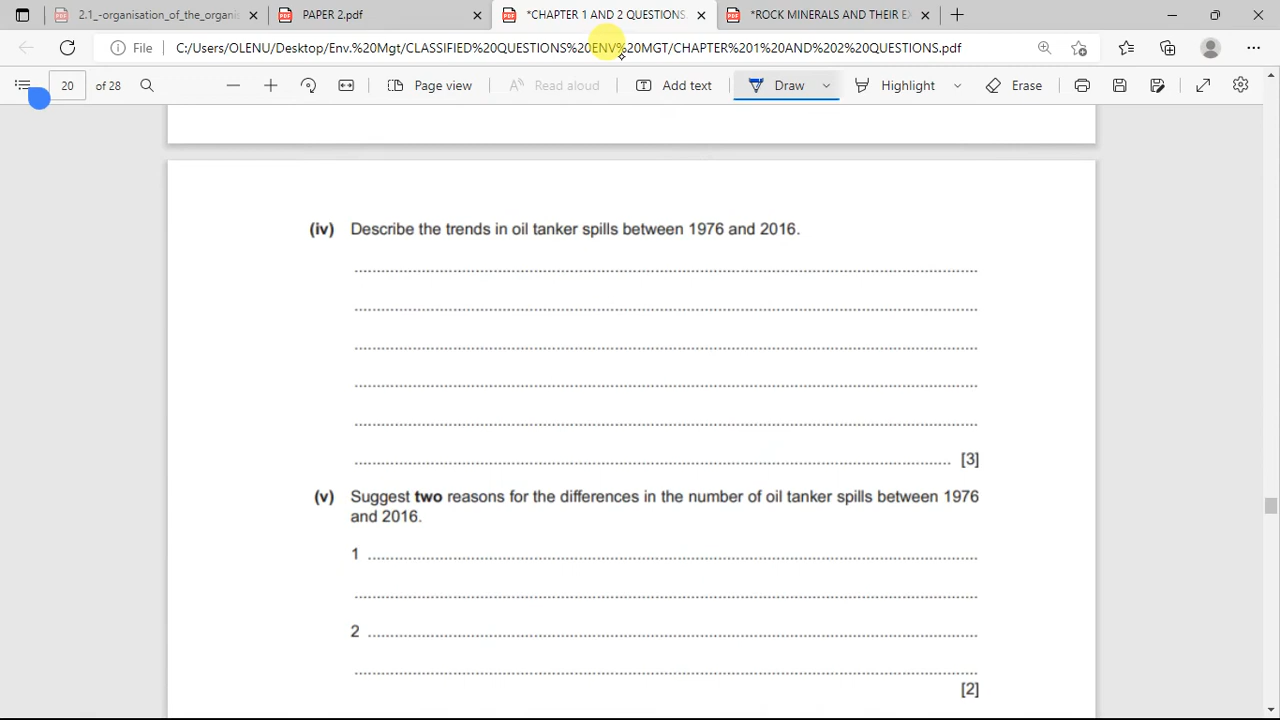 2.1_-organisation_of_the_organis
PAPER 2.pdf
*CHAPTER 1 AND 2 QUESTIONS.
*ROCK MINERALS AND THEIR EX
File
C:/Users/OLENU/Desktop/Env.%20Mgt/CLASSIFIED%20QUESTIONS%20ENV%20MGT/CHAPTER%201%20AND%202%20QUESTIONS.pdf
20 of 28
Page view
Read aloud
Add text
Draw
Highlight
Erase
(iv) Describe the trends in oil tanker spills between 1976 and 2016.
[3]
(v) Suggest two reasons for the differences in the number of oil tanker spills between 1976
and 2016.
1
2
[2]